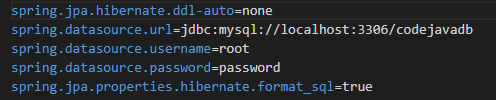 spring.jpa.hibernate.ddl-auto=none
spring.datasource.url=jdbc:mysql://localhost:3306/codejavadb
spring.datasource.username=root
spring.datasource.password=password
spring.jpa.properties.hibernate.format_sql=true